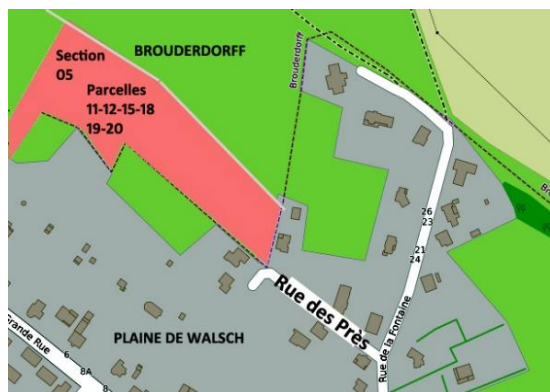 Section
05
BROUDERDORFF
Parcelles
11-12-15-18
19-20
Brouderdorff
26
23
21
24
Rue des Près
Rue de la Fontaine
PLAINE DE WALSCH
Grande Rue
6
8A
8